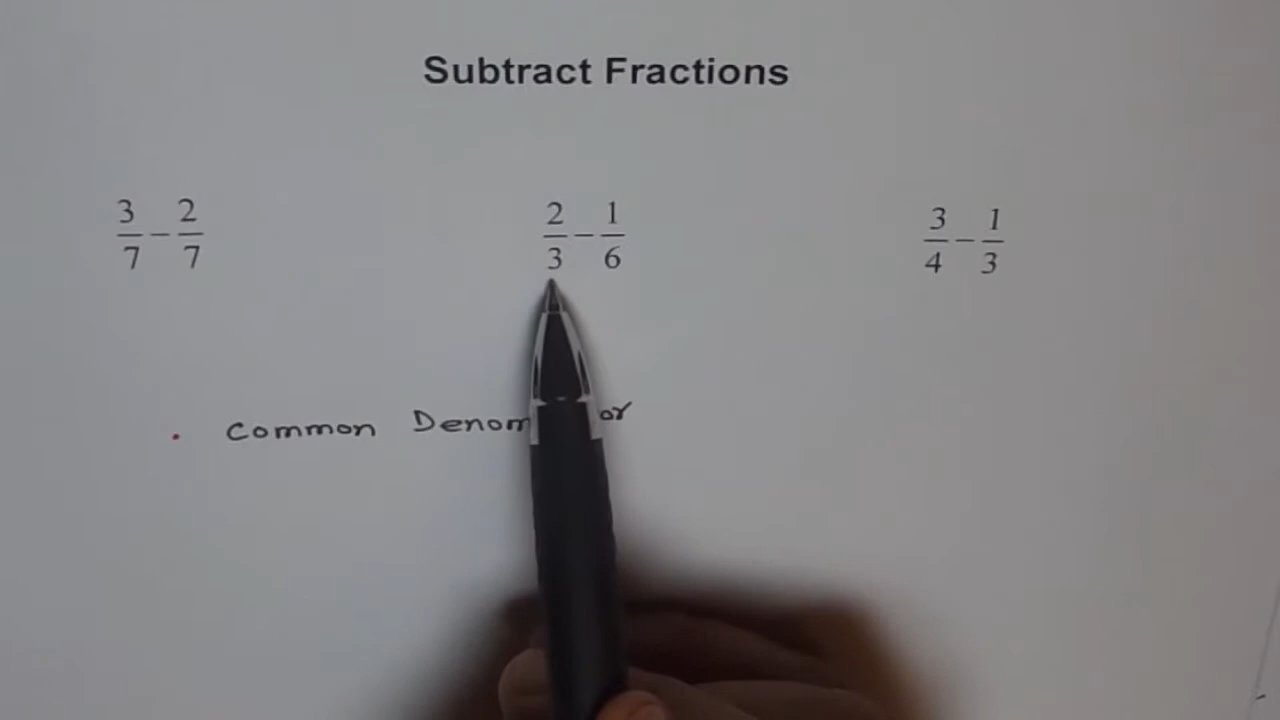 Subtract Fractions
3/7 - 2/7
2/3 - 1/6
3/4 - 1/3
. Common